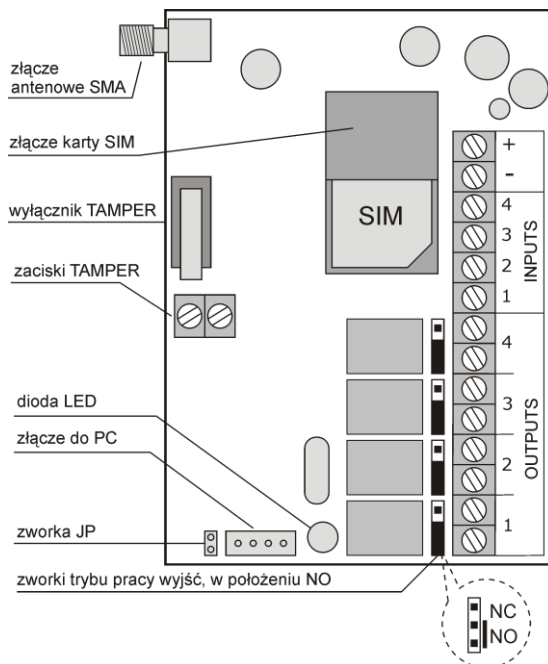 złącze
antenowe SMA
złącze karty SIM
wyłącznik TAMPER
zaciski TAMPER
dioda LED
złącze do PC
zworka JP
zworki trybu pracy wyjść, w położeniu NO
SIM
+
-
4
3
2
1
INPUTS
4
3
2
1
OUTPUTS
NC
NO